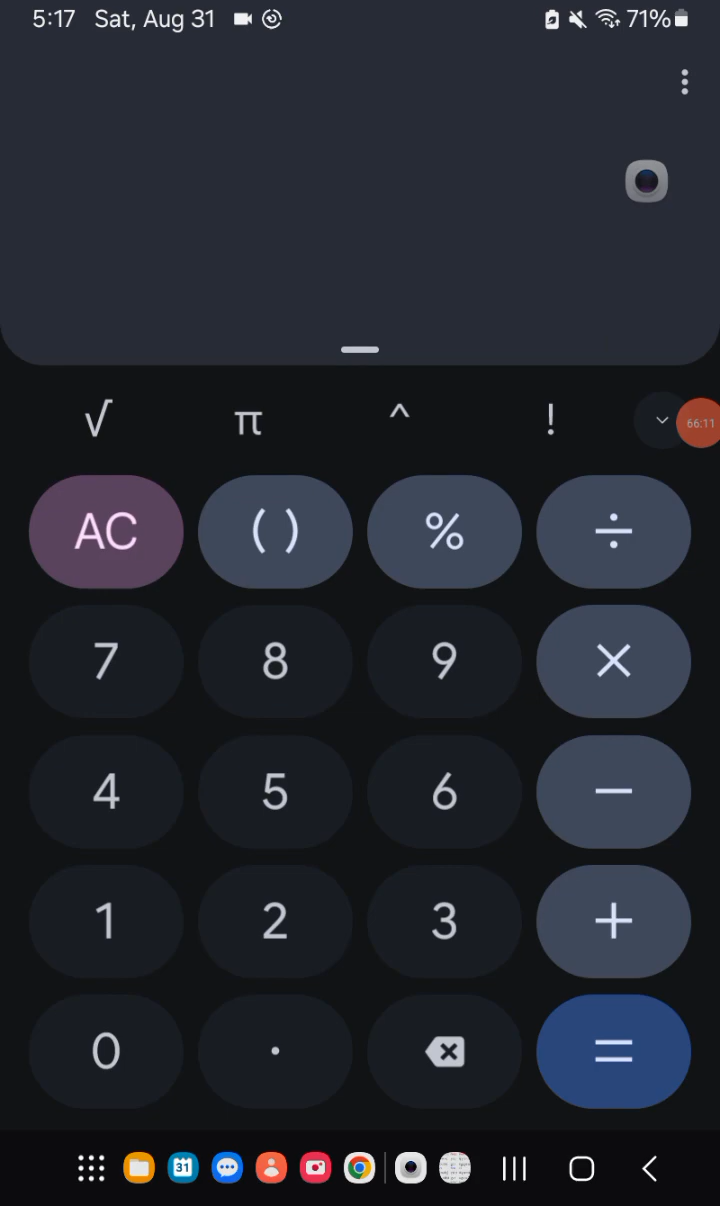 5:17 Sat, Aug 31 71%
√ π ^ ! 66:11
AC ( ) % ÷
7 8 9 ×
4 5 6 −
1 2 3 +
0 . =
31